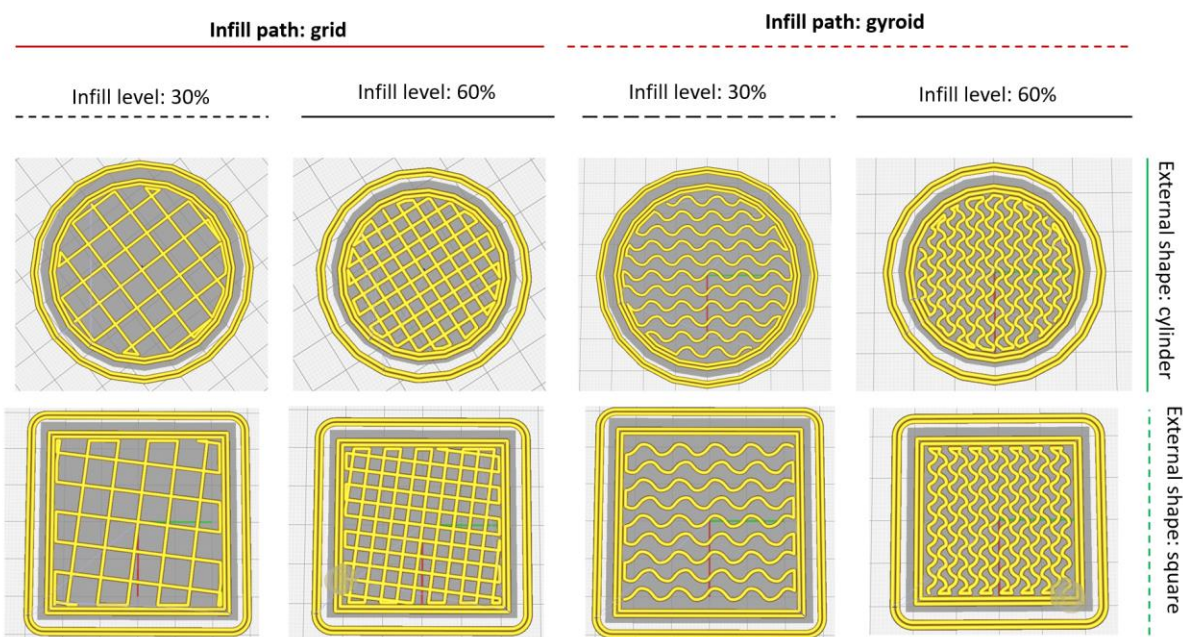 Infill path: grid
Infill path: gyroid
Infill level: 30%
Infill level: 60%
Infill level: 30%
Infill level: 60%
External shape: cylinder
External shape: square